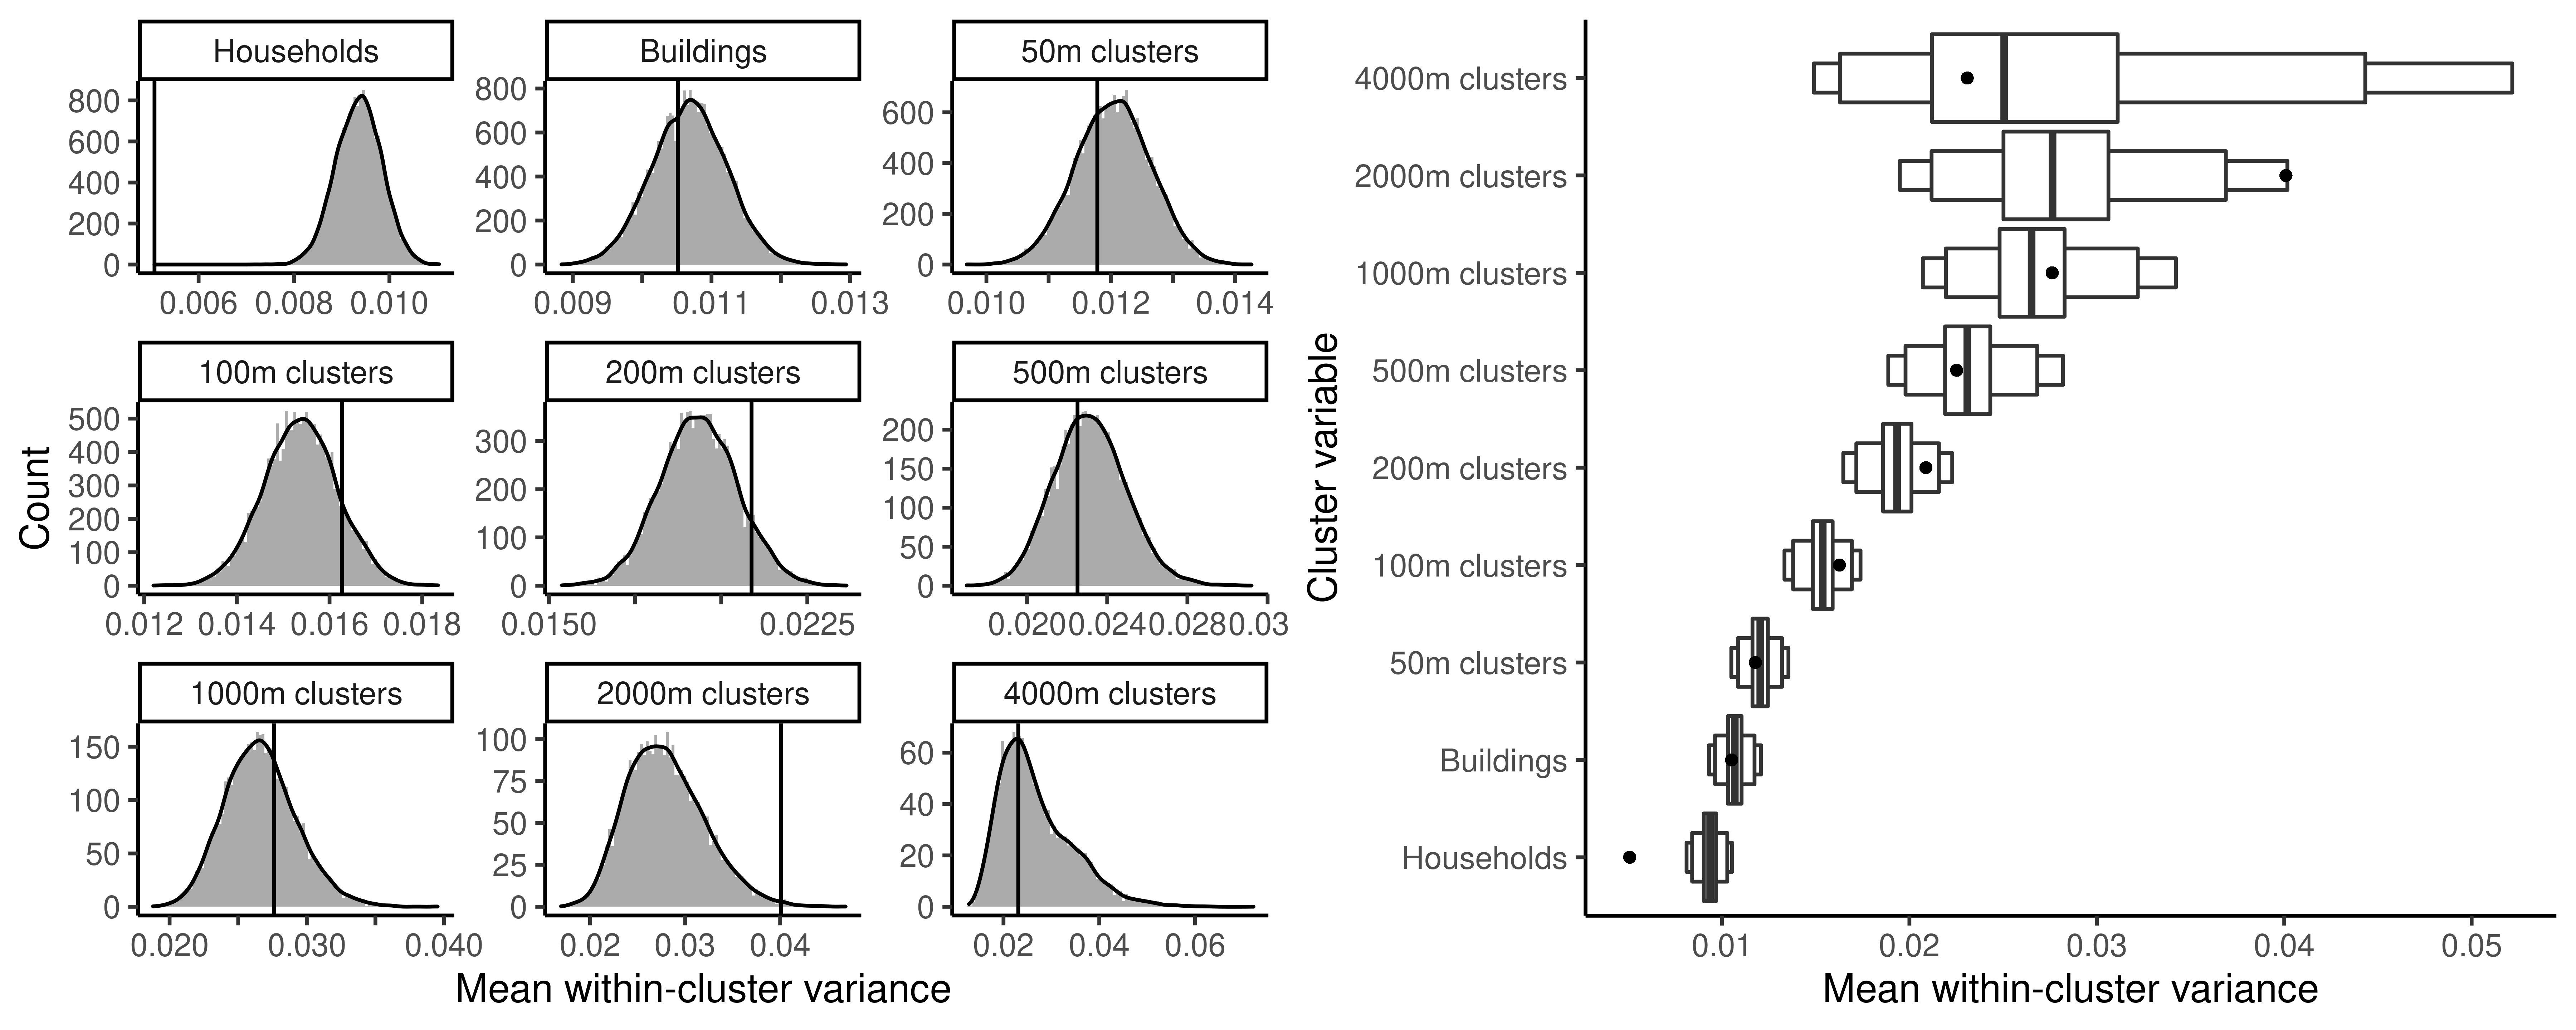 Households
Buildings
50m clusters
800
600
400
200
0
0.006 0.008 0.010
800
600
400
200
0
0.009 0.011 0.013
600
400
200
0
0.010 0.012 0.014
100m clusters
200m clusters
500m clusters
500
400
300
200
100
0
0.012 0.014 0.016 0.018
300
200
100
0
0.0150 0.0225
200
150
100
50
0
0.020 0.024 0.028 0.03
1000m clusters
2000m clusters
4000m clusters
150
100
50
0
0.020 0.030 0.040
100
75
50
25
0
0.02 0.03 0.04
60
40
20
0
0.02 0.04 0.06
Count
Mean within-cluster variance
Cluster variable
4000m clusters
2000m clusters
1000m clusters
500m clusters
200m clusters
100m clusters
50m clusters
Buildings
Households
0.01 0.02 0.03 0.04 0.05
Mean within-cluster variance